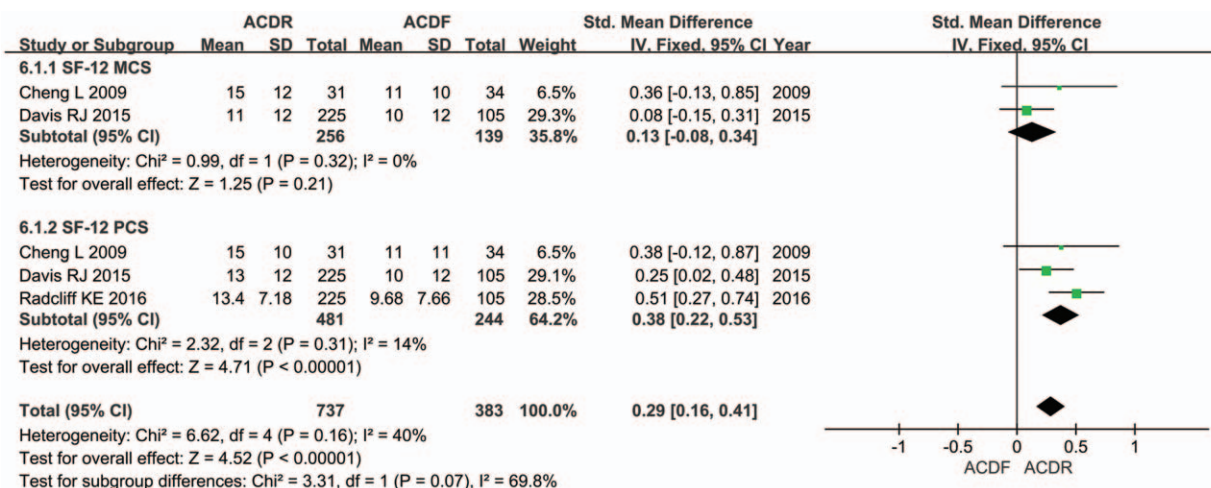 ACDR ACDF Std. Mean Difference Std. Mean Difference
Study or Subgroup Mean SD Total Mean SD Total Weight IV, Fixed, 95% CI Year IV, Fixed, 95% CI
6.1.1 SF-12 MCS
Cheng L 2009 15 12 31 11 10 34 6.5% 0.36 [-0.13, 0.85] 2009
Davis RJ 2015 11 12 225 10 12 105 29.3% 0.08 [-0.15, 0.31] 2015
Subtotal (95% CI) 256 139 35.8% 0.13 [-0.08, 0.34]
Heterogeneity: Chi² = 0.99, df = 1 (P = 0.32); I² = 0%
Test for overall effect: Z = 1.25 (P = 0.21)
6.1.2 SF-12 PCS
Cheng L 2009 15 10 31 11 11 34 6.5% 0.38 [-0.12, 0.87] 2009
Davis RJ 2015 13 12 225 10 12 105 29.1% 0.25 [0.02, 0.48] 2015
Radcliff KE 2016 13.4 7.18 225 9.68 7.66 105 28.5% 0.51 [0.27, 0.74] 2016
Subtotal (95% CI) 481 244 64.2% 0.38 [0.22, 0.53]
Heterogeneity: Chi² = 2.32, df = 2 (P = 0.31); I² = 14%
Test for overall effect: Z = 4.71 (P < 0.00001)
Total (95% CI) 737 383 100.0% 0.29 [0.16, 0.41]
Heterogeneity: Chi² = 6.62, df = 4 (P = 0.16); I² = 40%
Test for overall effect: Z = 4.52 (P < 0.00001)
Test for subgroup differences: Chi² = 3.31, df = 1 (P = 0.07), I² = 69.8%
-1 -0.5 0 0.5 1
ACDF ACDR